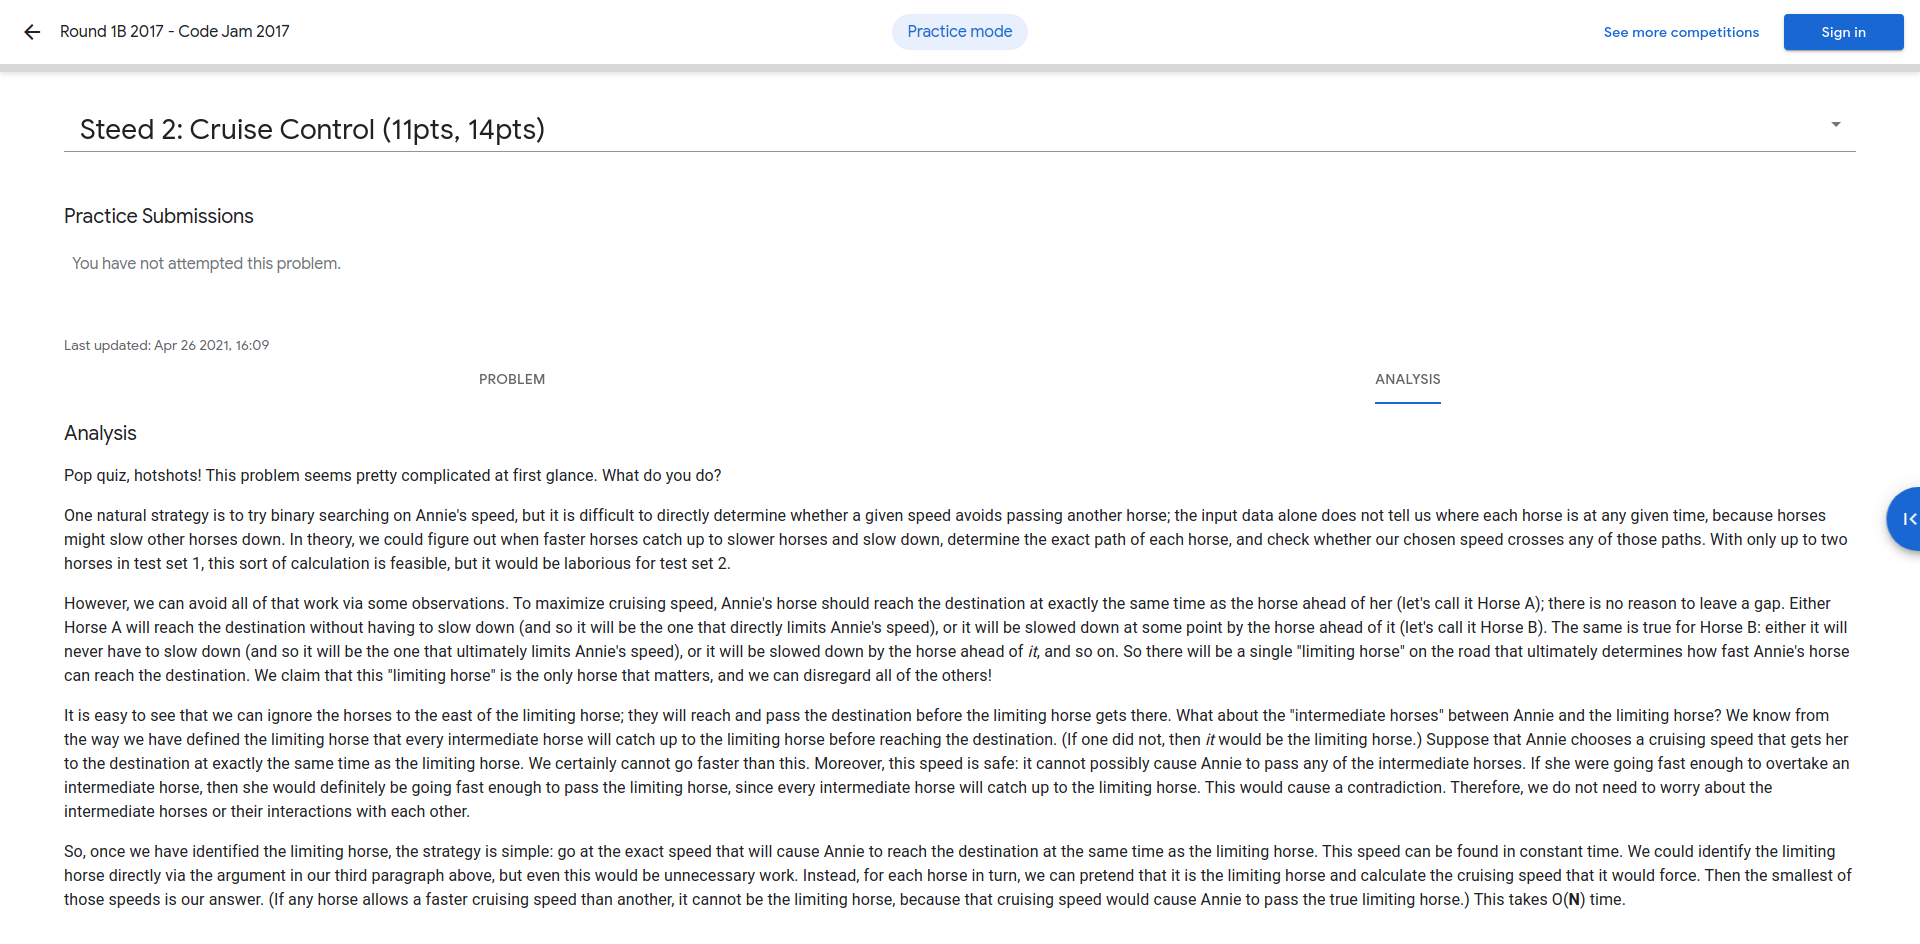 Round 1B 2017 - Code Jam 2017
Practice mode
See more competitions
Sign in
Steed 2: Cruise Control (11pts, 14pts)
Practice Submissions
You have not attempted this problem.
Last updated: Apr 26 2021, 16:09
PROBLEM
ANALYSIS
Analysis
Pop quiz, hotshots! This problem seems pretty complicated at first glance. What do you do?
One natural strategy is to try binary searching on Annie's speed, but it is difficult to directly determine whether a given speed avoids passing another horse; the input data alone does not tell us where each horse is at any given time, because horses
might slow other horses down. In theory, we could figure out when faster horses catch up to slower horses and slow down, determine the exact path of each horse, and check whether our chosen speed crosses any of those paths. With only up to two
horses in test set 1, this sort of calculation is feasible, but it would be laborious for test set 2.
However, we can avoid all of that work via some observations. To maximize cruising speed, Annie's horse should reach the destination at exactly the same time as the horse ahead of her (let's call it Horse A); there is no reason to leave a gap. Either
Horse A will reach the destination without having to slow down (and so it will be the one that directly limits Annie's speed), or it will be slowed down at some point by the horse ahead of it (let's call it Horse B). The same is true for Horse B: either it will
never have to slow down (and so it will be the one that ultimately limits Annie's speed), or it will be slowed down by the horse ahead of it, and so on. So there will be a single "limiting horse" on the road that ultimately determines how fast Annie's horse
can reach the destination. We claim that this "limiting horse" is the only horse that matters, and we can disregard all of the others!
It is easy to see that we can ignore the horses to the east of the limiting horse; they will reach and pass the destination before the limiting horse gets there. What about the "intermediate horses" between Annie and the limiting horse? We know from
the way we have defined the limiting horse that every intermediate horse will catch up to the limiting horse before reaching the destination. (If one did not, then it would be the limiting horse.) Suppose that Annie chooses a cruising speed that gets her
to the destination at exactly the same time as the limiting horse. We certainly cannot go faster than this. Moreover, this speed is safe: it cannot possibly cause Annie to pass any of the intermediate horses. If she were going fast enough to overtake an
intermediate horse, then she would definitely be going fast enough to pass the limiting horse, since every intermediate horse will catch up to the limiting horse. This would cause a contradiction. Therefore, we do not need to worry about the
intermediate horses or their interactions with each other.
So, once we have identified the limiting horse, the strategy is simple: go at the exact speed that will cause Annie to reach the destination at the same time as the limiting horse. This speed can be found in constant time. We could identify the limiting
horse directly via the argument in our third paragraph above, but even this would be unnecessary work. Instead, for each horse in turn, we can pretend that it is the limiting horse and calculate the cruising speed that it would force. Then the smallest of
those speeds is our answer. (If any horse allows a faster cruising speed than another, it cannot be the limiting horse, because that cruising speed would cause Annie to pass the true limiting horse.) This takes O(N) time.